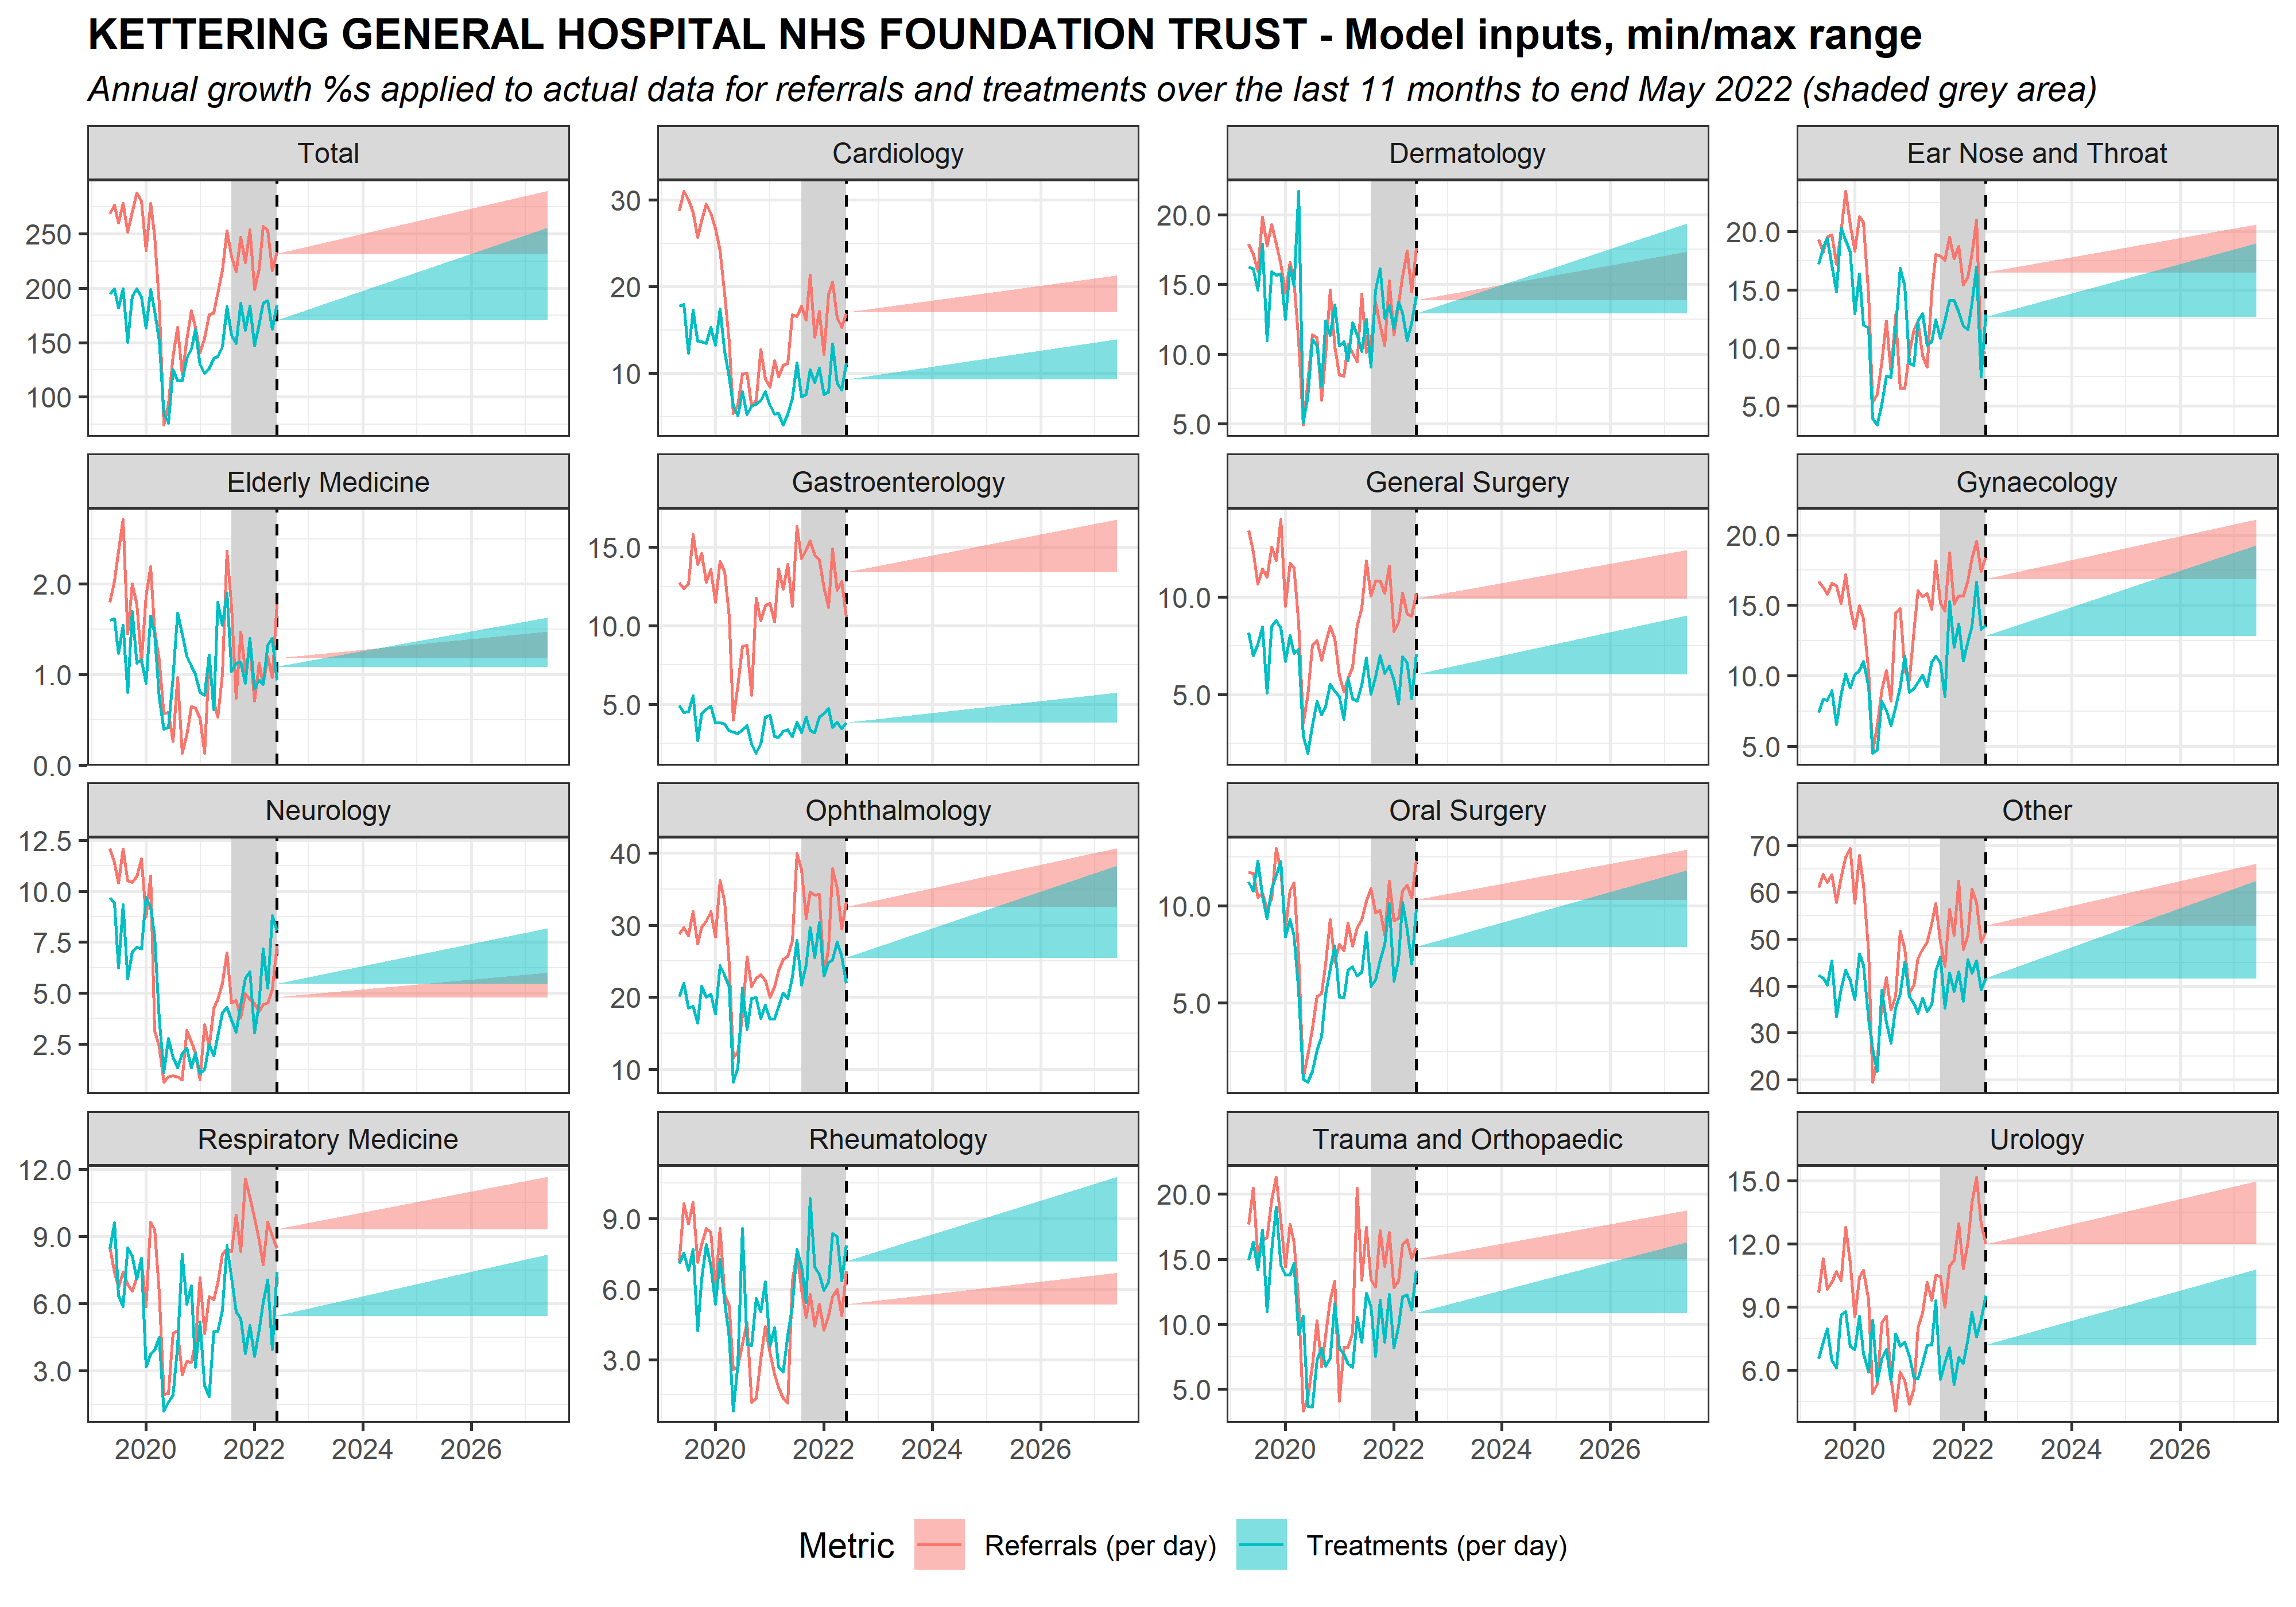 KETTERING GENERAL HOSPITAL NHS FOUNDATION TRUST - Model inputs, min/max range
Annual growth %s applied to actual data for referrals and treatments over the last 11 months to end May 2022 (shaded grey area)
Total
Cardiology
Dermatology
Ear Nose and Throat
250
200
150
100
30
20
10
20.0
15.0
10.0
5.0
20.0
15.0
10.0
5.0
Elderly Medicine
Gastroenterology
General Surgery
Gynaecology
2.0
1.0
0.0
15.0
10.0
5.0
10.0
5.0
20.0
15.0
10.0
5.0
Neurology
Ophthalmology
Oral Surgery
Other
12.5
10.0
7.5
5.0
2.5
40
30
20
10
10.0
5.0
70
60
50
40
30
20
Respiratory Medicine
Rheumatology
Trauma and Orthopaedic
Urology
12.0
9.0
6.0
3.0
9.0
6.0
3.0
20.0
15.0
10.0
5.0
15.0
12.0
9.0
6.0
2020 2022 2024 2026
2020 2022 2024 2026
2020 2022 2024 2026
2020 2022 2024 2026
Metric Referrals (per day) Treatments (per day)